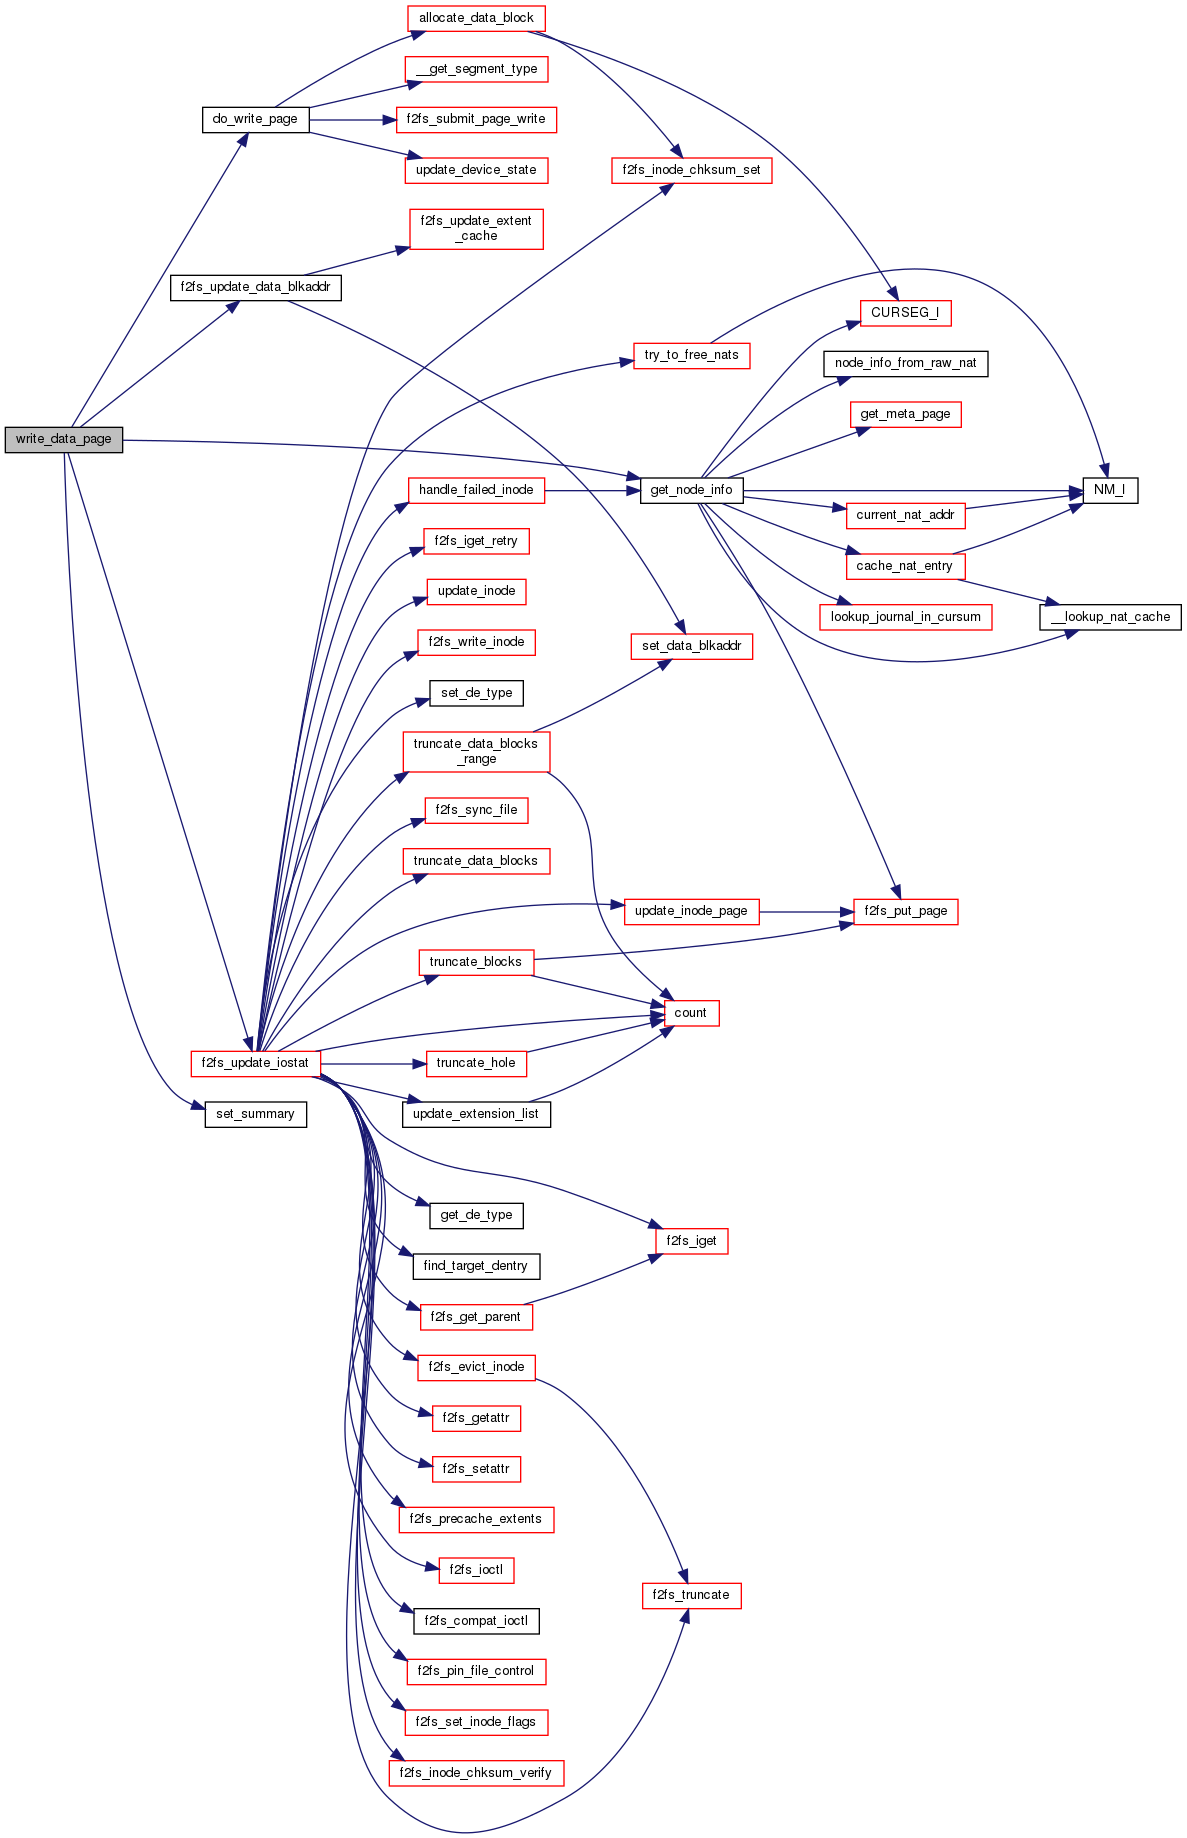 allocate_data_block
__get_segment_type
do_write_page
f2fs_submit_page_write
update_device_state
f2fs_inode_chksum_set
f2fs_update_extent
_cache
f2fs_update_data_blkaddr
CURSEG_I
try_to_free_nats
node_info_from_raw_nat
get_meta_page
write_data_page
handle_failed_inode
get_node_info
NM_I
current_nat_addr
f2fs_iget_retry
cache_nat_entry
update_inode
lookup_journal_in_cursum
__lookup_nat_cache
f2fs_write_inode
set_data_blkaddr
set_de_type
truncate_data_blocks
_range
f2fs_sync_file
truncate_data_blocks
update_inode_page
f2fs_put_page
truncate_blocks
count
f2fs_update_iostat
truncate_hole
set_summary
update_extension_list
get_de_type
f2fs_iget
find_target_dentry
f2fs_get_parent
f2fs_evict_inode
f2fs_getattr
f2fs_setattr
f2fs_precache_extents
f2fs_ioctl
f2fs_truncate
f2fs_compat_ioctl
f2fs_pin_file_control
f2fs_set_inode_flags
f2fs_inode_chksum_verify